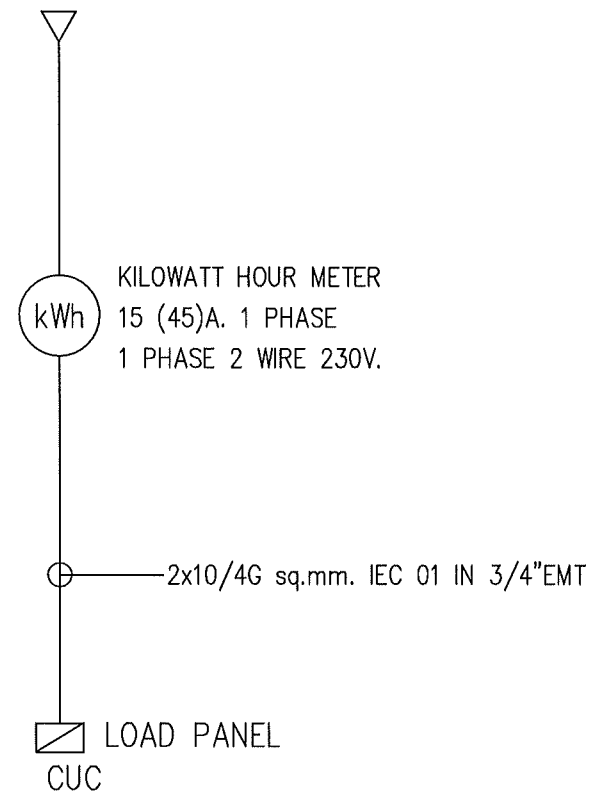 KILOWATT HOUR METER
kWh 15 (45)A. 1 PHASE
1 PHASE 2 WIRE 230V.
2x10/4G sq.mm. IEC 01 IN 3/4"EMT
LOAD PANEL
CUC